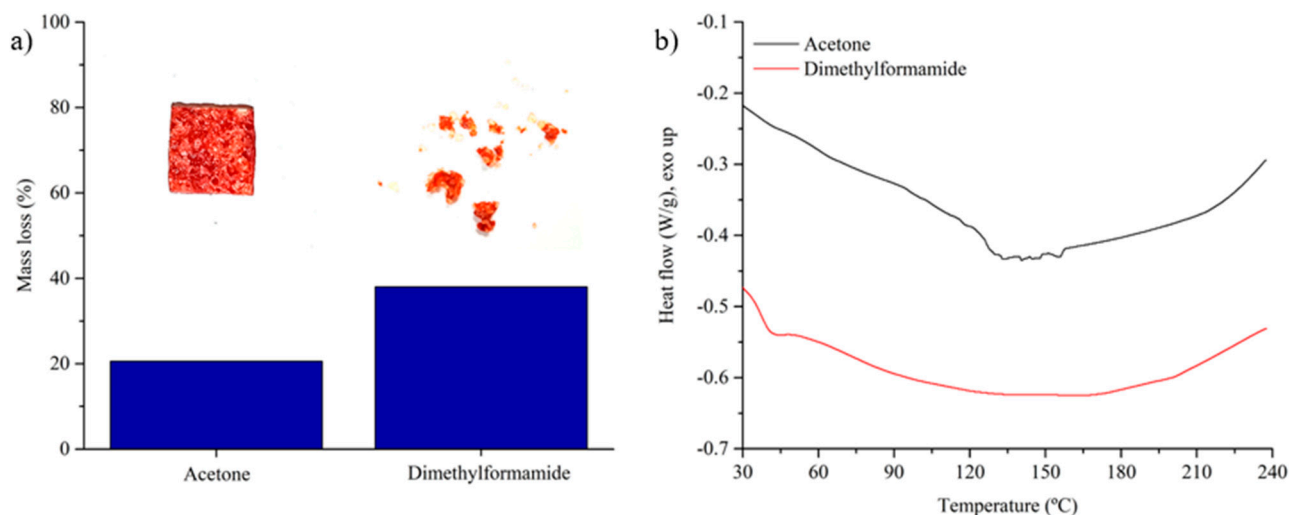 a)
Mass loss (%)
100
80
60
40
20
0
Acetone
Dimethylformamide
b)
Heat flow (W/g), exo up
-0.1
-0.2
-0.3
-0.4
-0.5
-0.6
-0.7
Acetone
Dimethylformamide
30 60 90 120 150 180 210 240
Temperature (ºC)